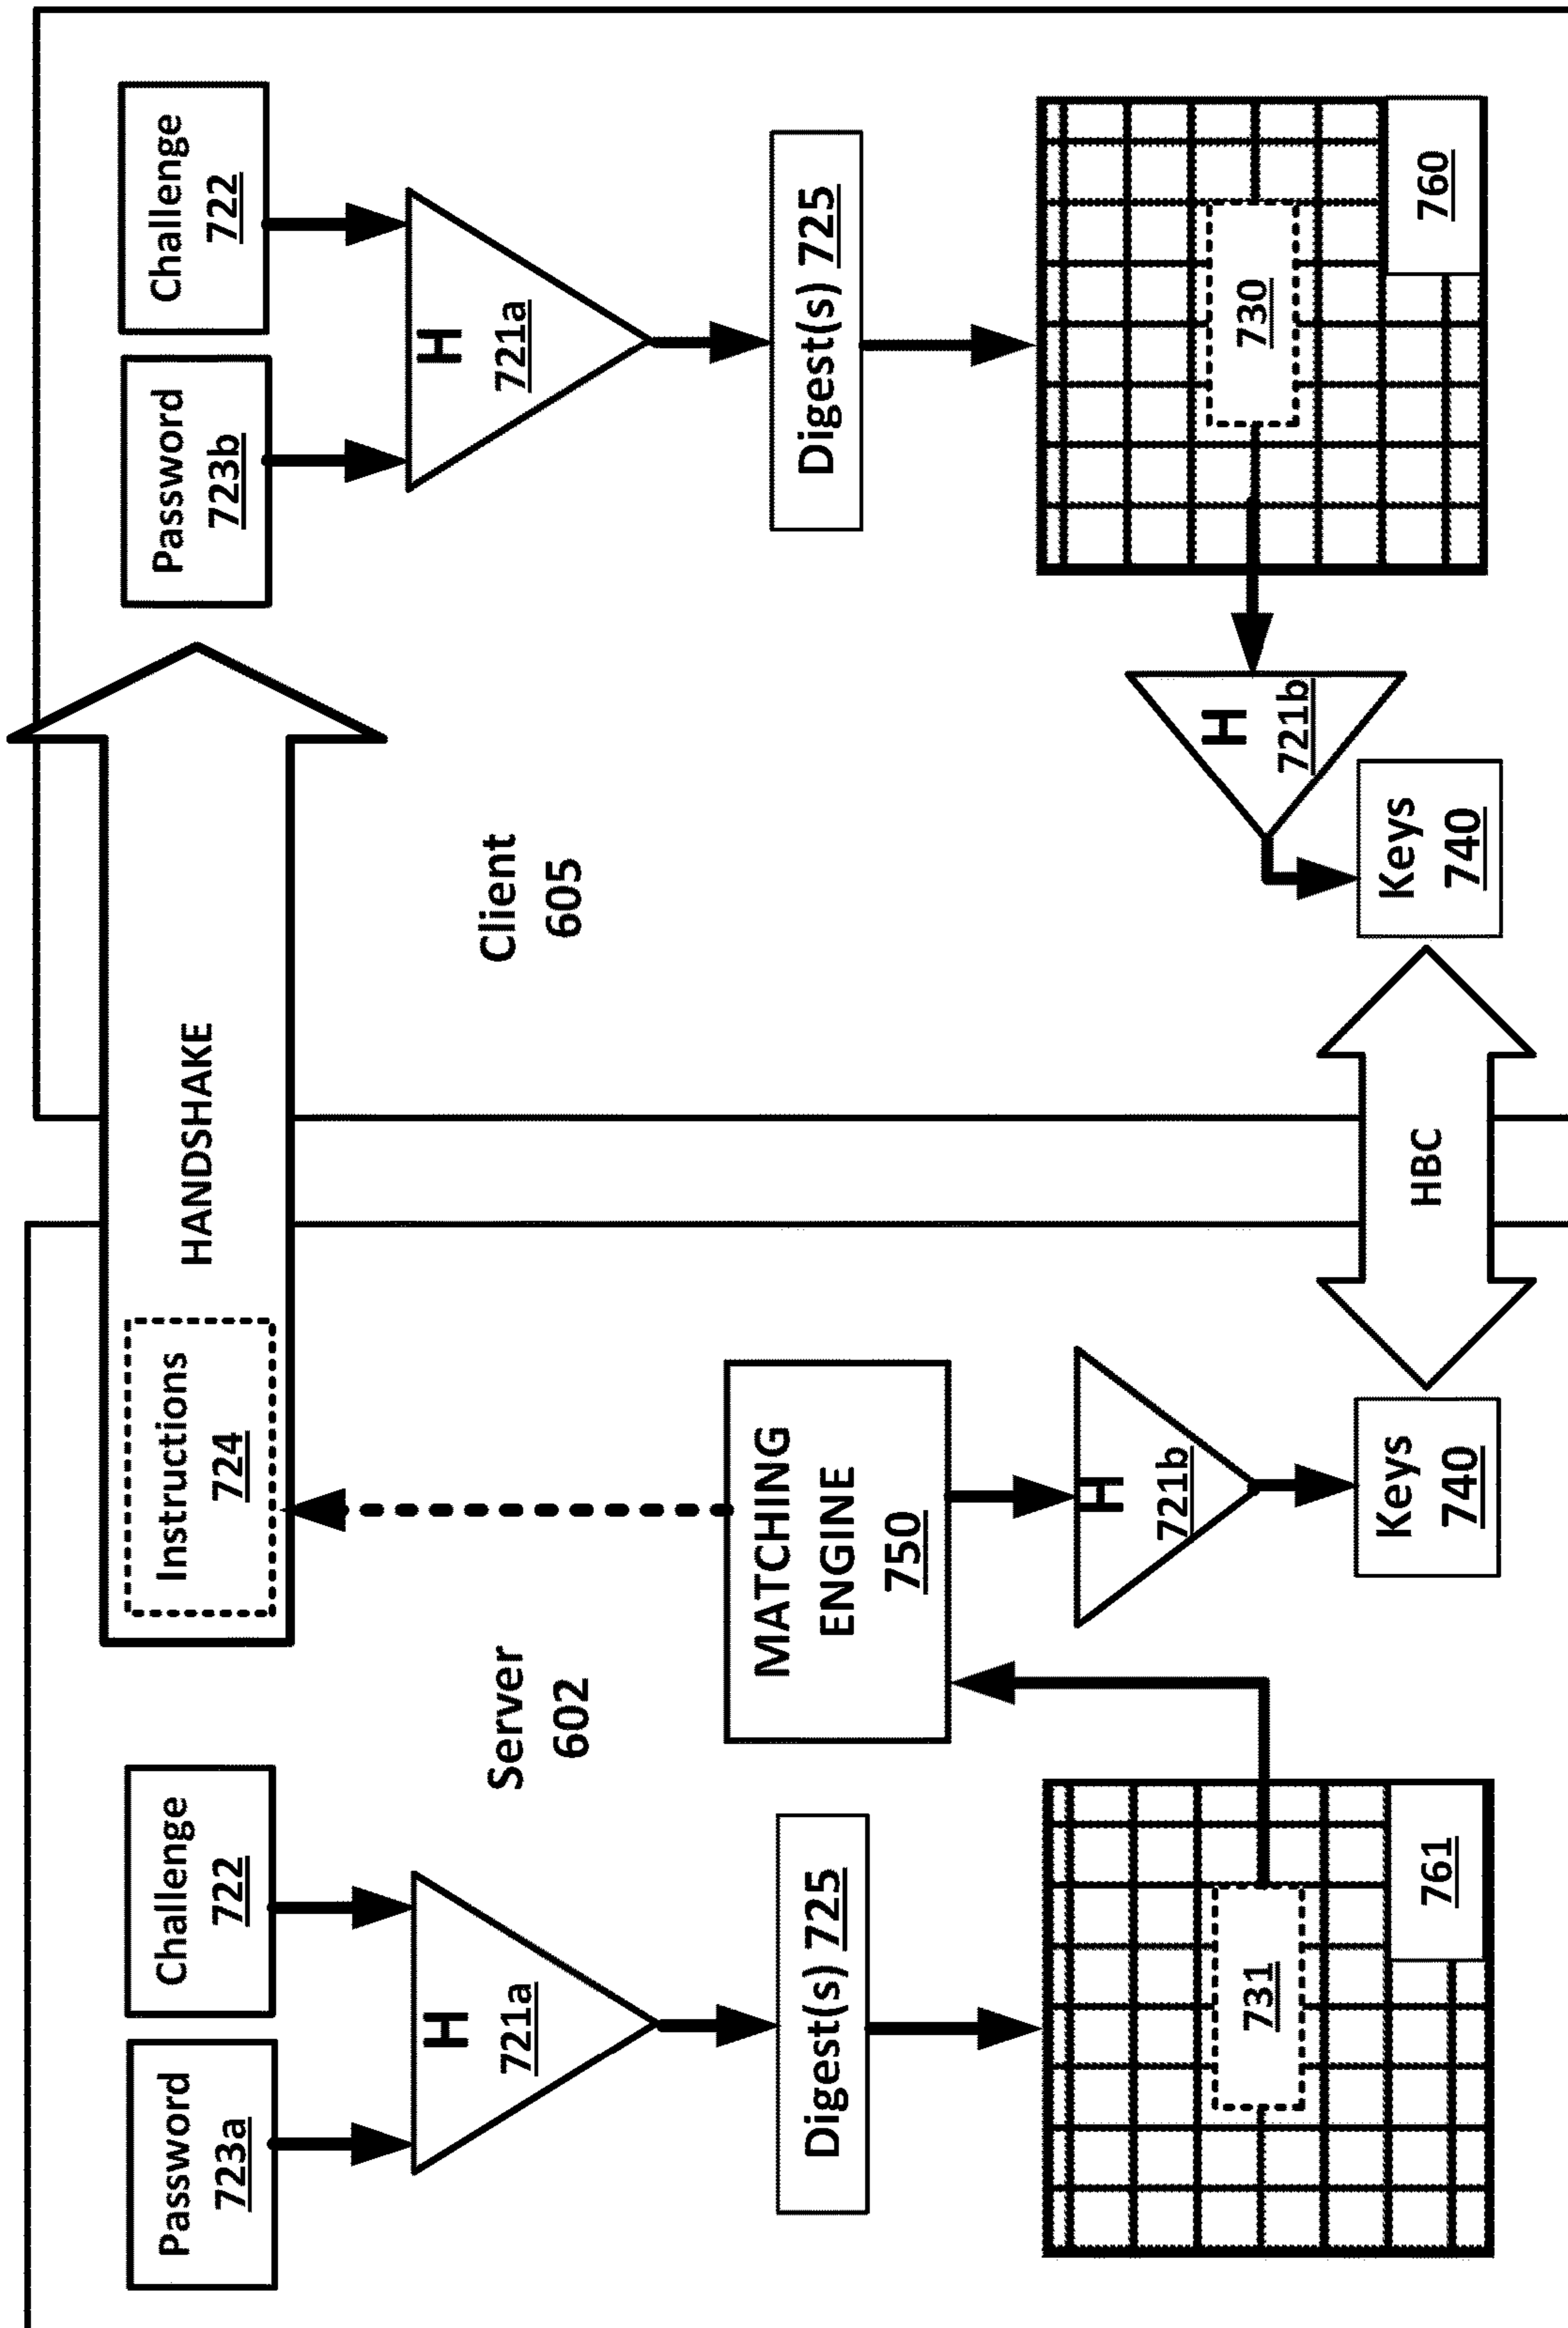 Password
723a
Challenge
722
Instructions
724
HANDSHAKE
Password
723b
Challenge
722
H
721a
Server
602
Client
605
H
721a
Digest(s) 725
MATCHING
ENGINE
750
Digest(s) 725
731
761
H
721b
Keys
740
HBC
H
721b
Keys
740
730
760